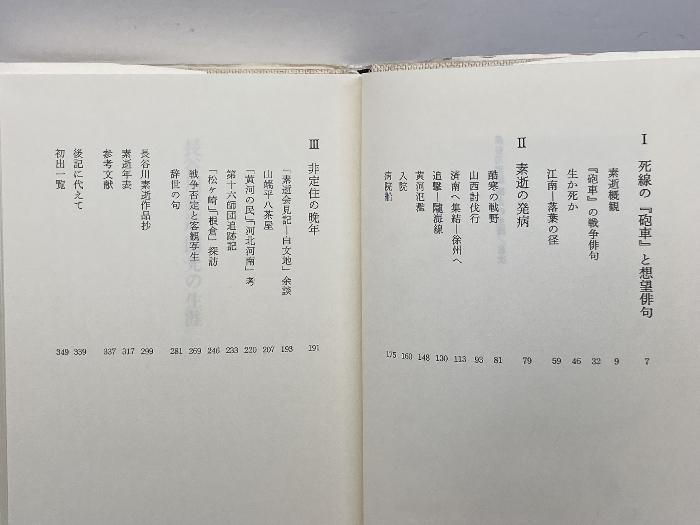 Ⅰ 死線の『砲車』と想望俳句 7
素逝概観 9
『砲車』の戦争俳句 32
生か死か 46
江南―落葉の径 59
Ⅱ 素逝の発病 79
酷寒の戦野 81
山西討伐行 93
済南へ集結―徐州へ 113
追撃―隴海線 130
黄河氾濫 148
入院 160
病院船 175
Ⅲ 非定住の晩年 191
「素逝会見記―白文地」余談 193
山端平八茶屋 207
「黄河の民」「河北河南」考 220
第十六師団追跡記 233
「松ヶ崎」「根倉」探訪 246
戦争否定と客観写生 269
辞世の句 281
長谷川素逝作品抄 299
素逝年表 317
参考文献 337
後記に代えて 339
初出一覧 349